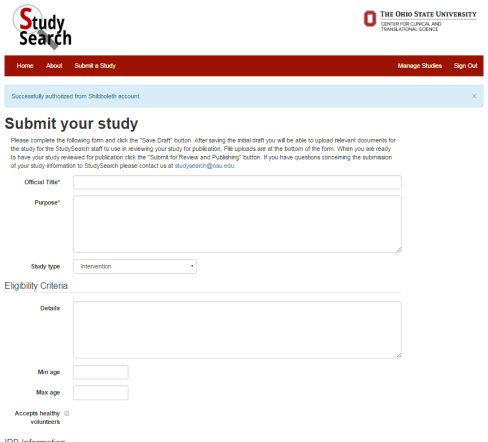 Study
Search
THE OHIO STATE UNIVERSITY
CENTER FOR CLINICAL AND
TRANSLATIONAL SCIENCE
Home About Submit a Study Manage Studies Sign Out
Successfully authorized from Shibboleth account. ×
Submit your study
Please complete the following form and click the "Save Draft" button. After saving the initial draft you will be able to upload relevant documents for
the study for the StudySearch staff to use in reviewing your study for publication. File uploads are at the bottom of the form. When you are ready
to have your study reviewed for publication click the "Submit for Review and Publishing" button. If you have questions concerning the submission
of your study information to StudySearch please contact us at studysearch@osu.edu.
Official Title*
Purpose*
Study type Intervention
Eligibility Criteria
Details
Min age
Max age
Accepts healthy
volunteers
IRB Information